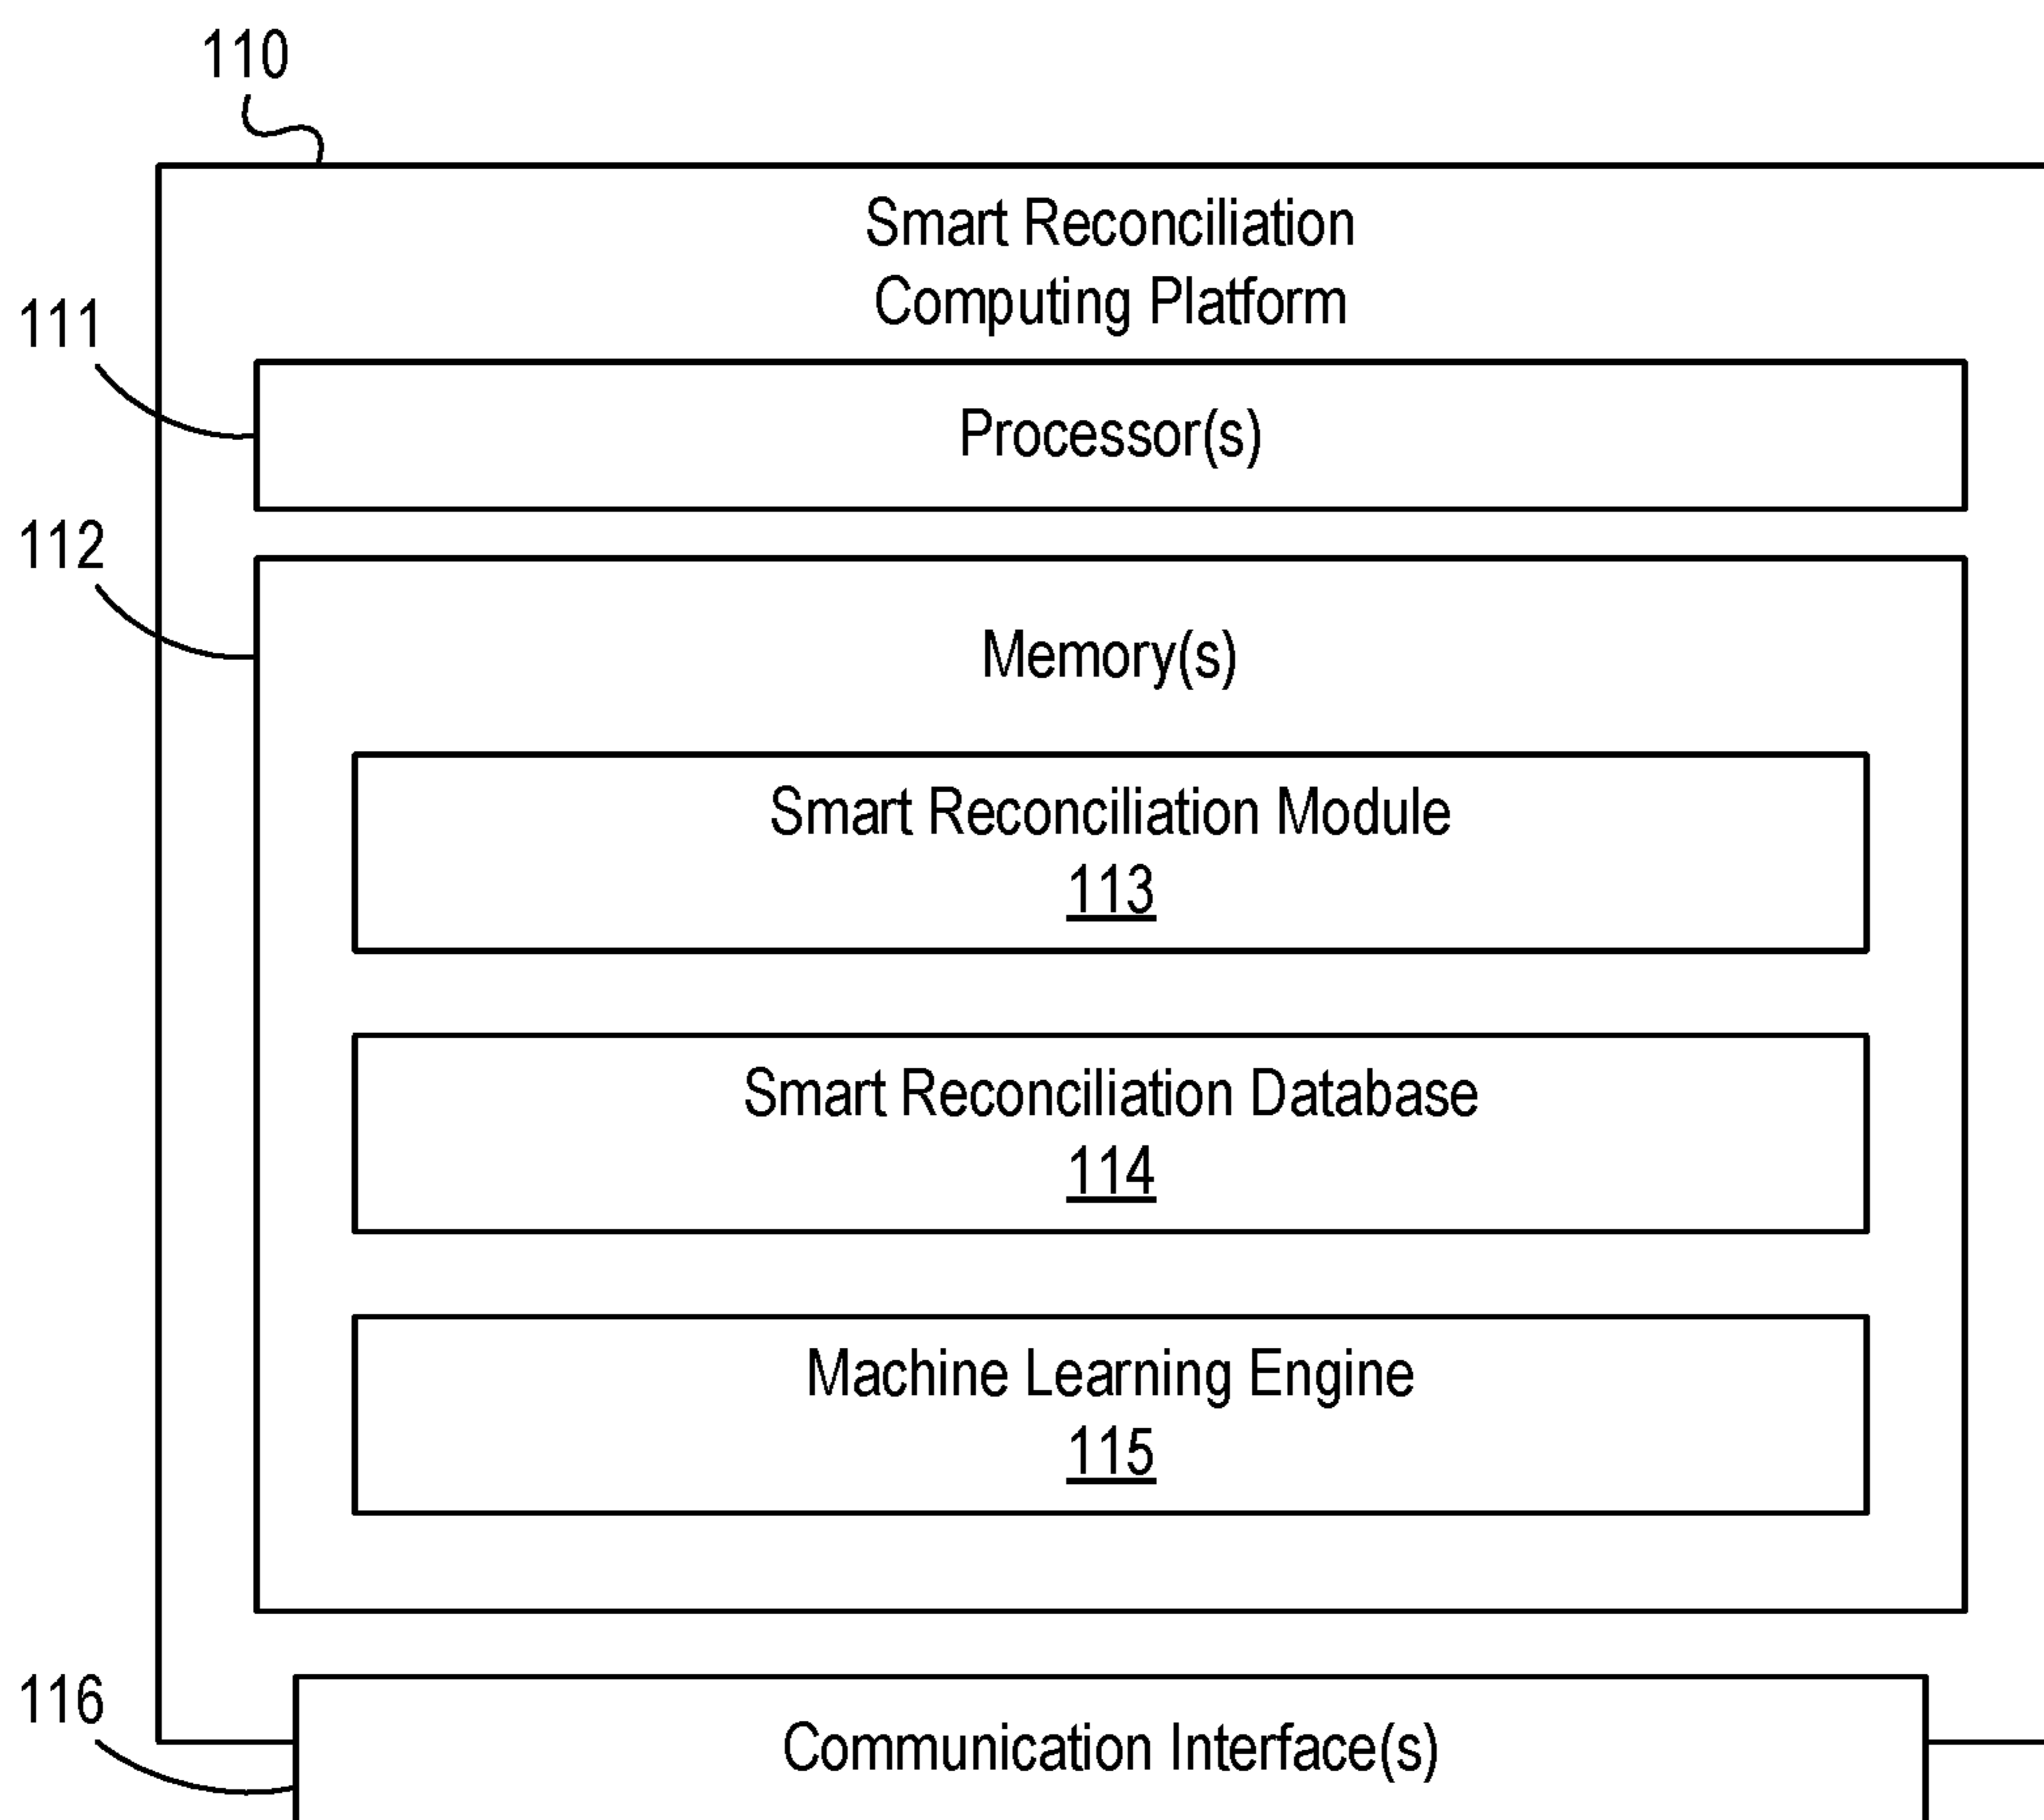 110
Smart Reconciliation
Computing Platform
111
Processor(s)
112
Memory(s)
Smart Reconciliation Module
113
Smart Reconciliation Database
114
Machine Learning Engine
115
116
Communication Interface(s)